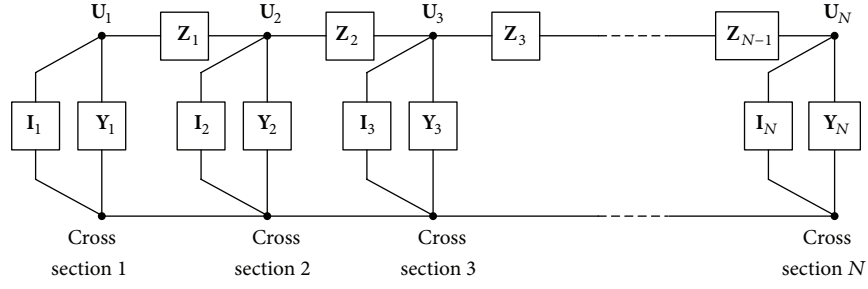 U1 U2 U3 UN
Z1 Z2 Z3 ZN−1
I1 Y1 I2 Y2 I3 Y3 IN YN
Cross Cross Cross Cross
section 1 section 2 section 3 section N